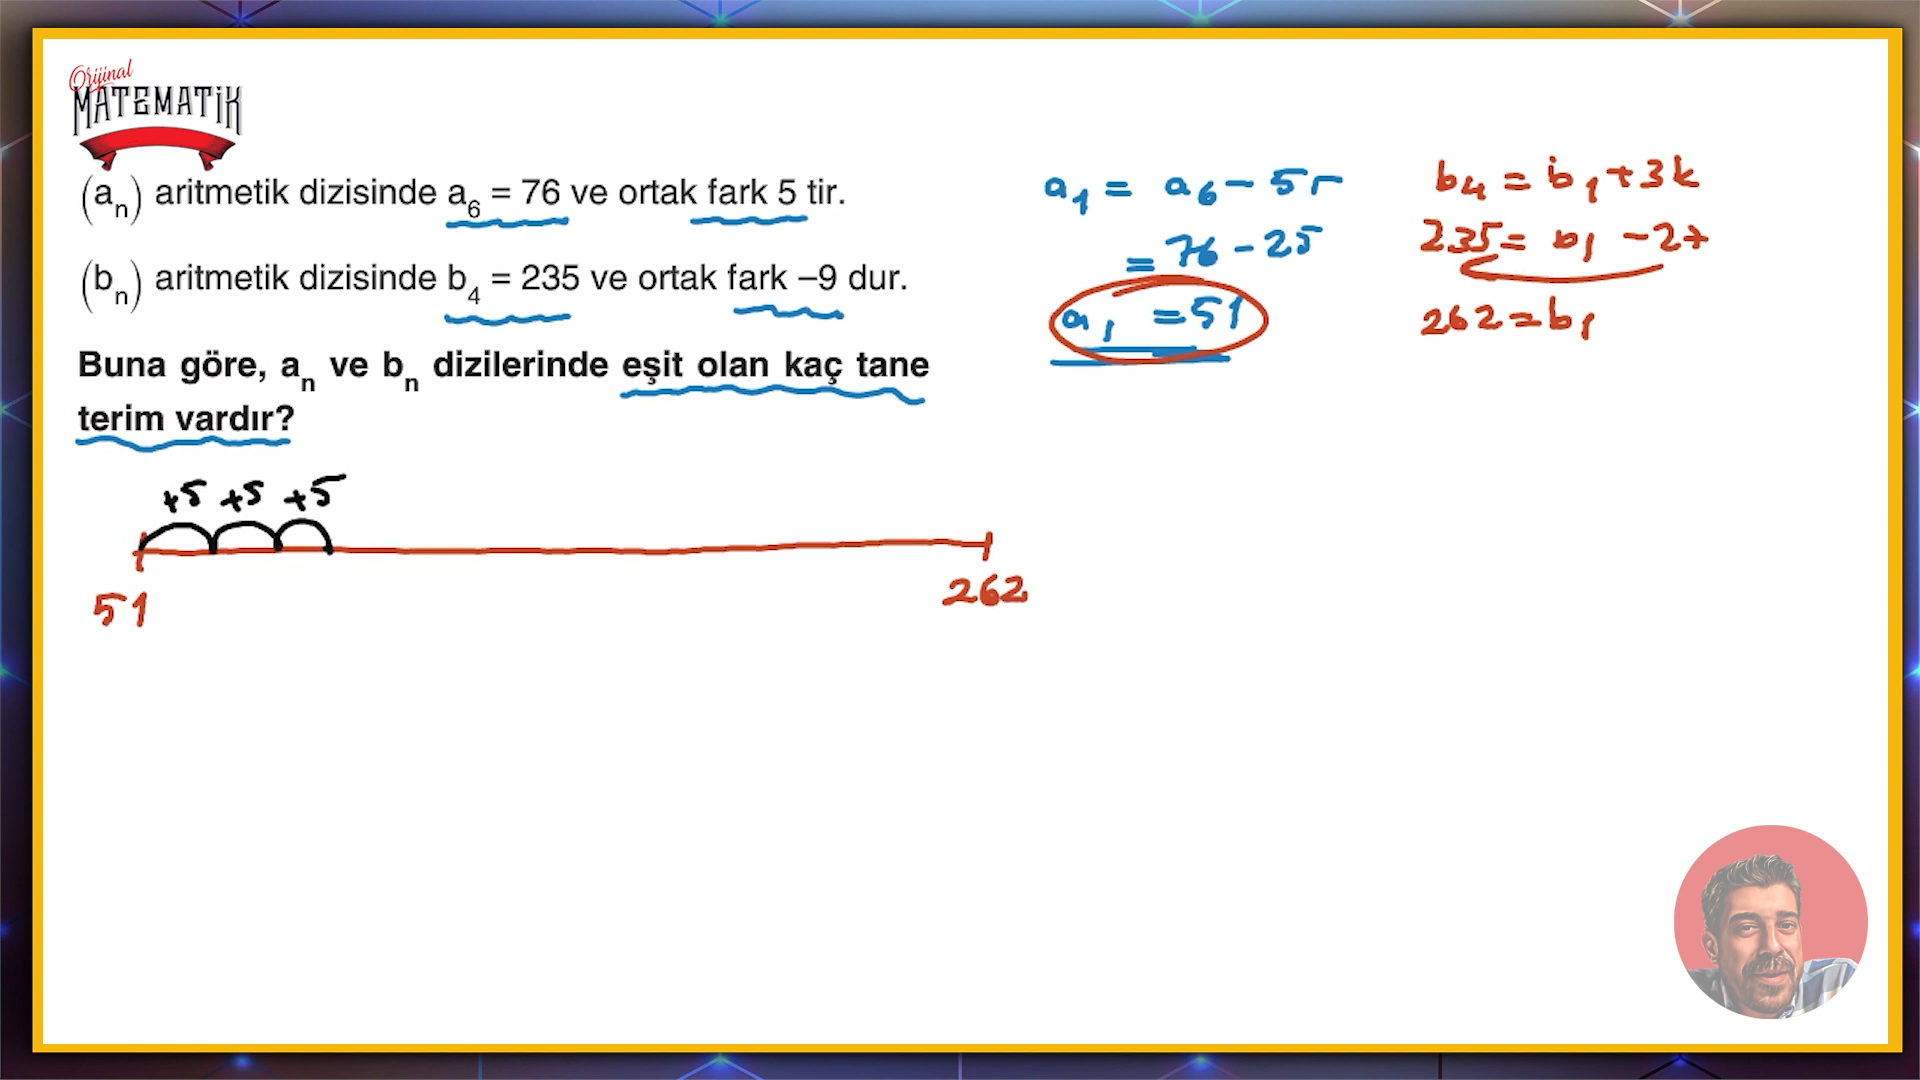 Orijinal
MATEMATiK
(aₙ) aritmetik dizisinde a₆ = 76 ve ortak fark 5 tir.
(bₙ) aritmetik dizisinde b₄ = 235 ve ortak fark –9 dur.
Buna göre, aₙ ve bₙ dizilerinde eşit olan kaç tane
terim vardır?
+5 +5 +5
51 262
a₁ = a₆ - 5r
= 76 - 25
a₁ = 51
b₄ = b₁ + 3k
235 = b₁ - 27
262 = b₁